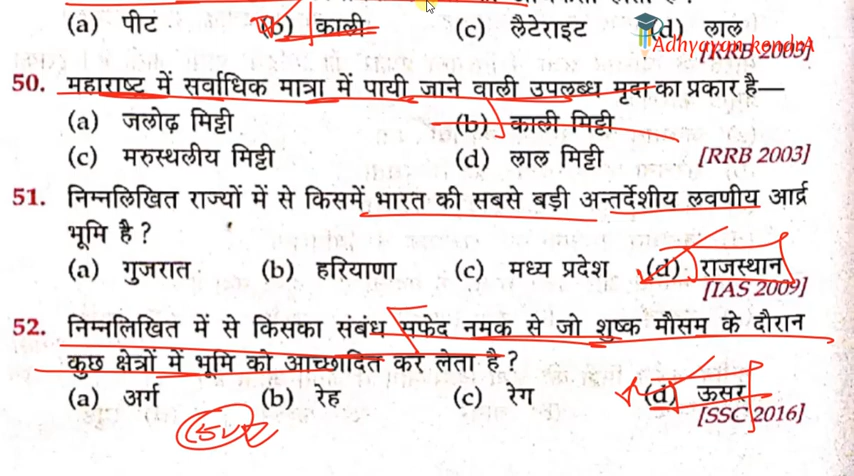 (a) पीट (b) काली (c) लैटेराइट (d) लाल
Adhyayan kendrA
[RRB 2003]
50. महाराष्ट में सर्वाधिक मात्रा में पायी जाने वाली उपलब्ध मृदा का प्रकार है—
(a) जलोढ़ मिट्टी (b) काली मिट्टी
(c) मरुस्थलीय मिट्टी (d) लाल मिट्टी [RRB 2003]
51. निम्नलिखित राज्यों में से किसमें भारत की सबसे बड़ी अन्तर्देशीय लवणीय आर्द्र
भूमि है ?
(a) गुजरात (b) हरियाणा (c) मध्य प्रदेश (d) राजस्थान
[IAS 2009]
52. निम्नलिखित में से किसका संबंध सफेद नमक से जो शुष्क मौसम के दौरान
कुछ क्षेत्रों में भूमि को आच्छादित कर लेता है ?
(a) अर्ग (b) रेह (c) रेग (d) ऊसर
[SSC 2016]